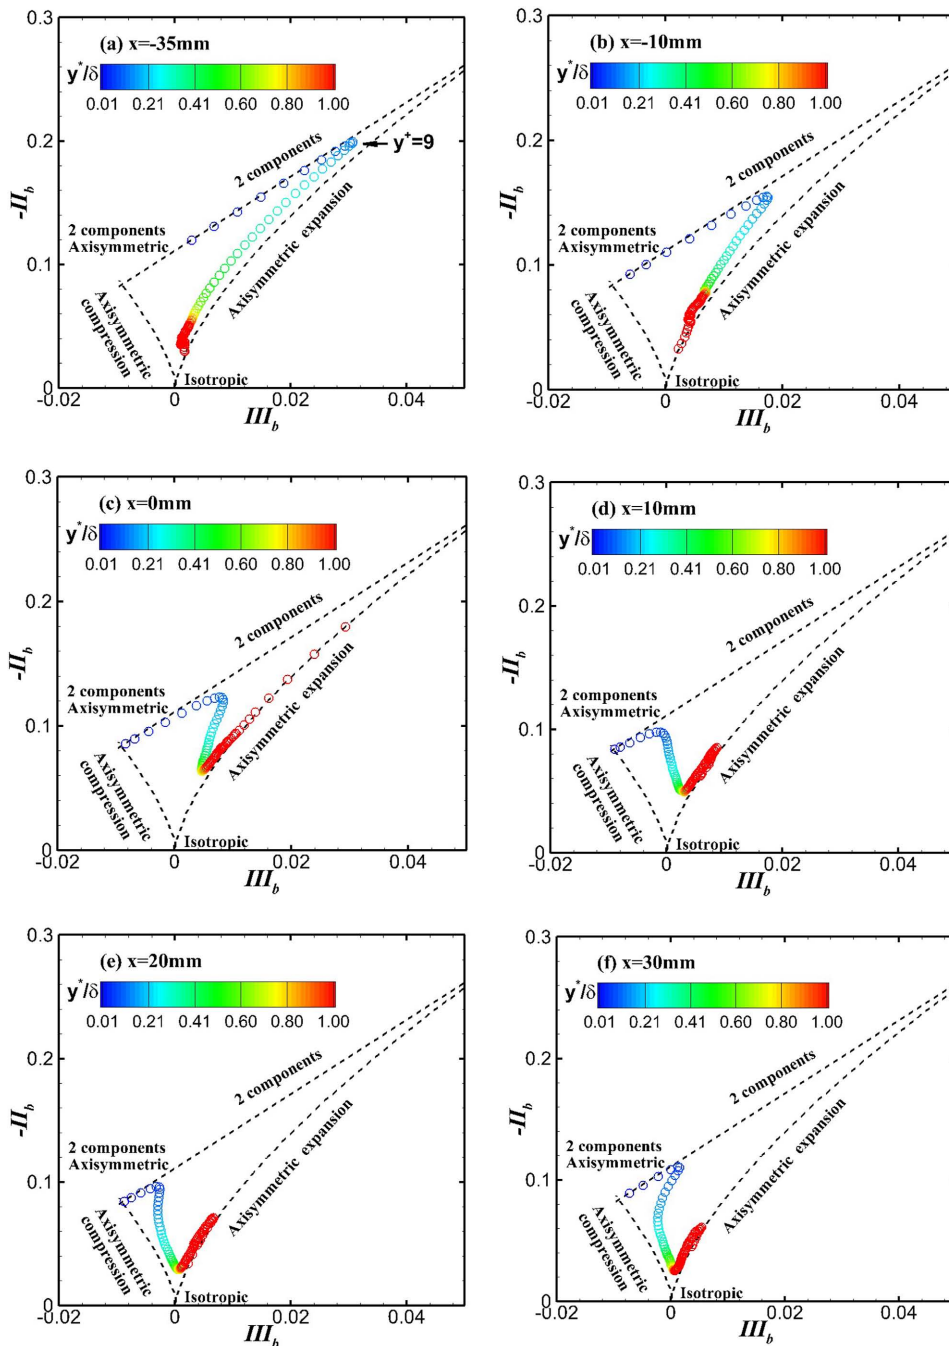 (a) x=-35mm
y*/δ
0.01 0.21 0.41 0.60 0.80 1.00
y⁺=9
2 components
2 components
Axisymmetric
Axisymmetric expansion
Axisymmetric
compression
Isotropic
-II_b
0.3
0.2
0.1
0
-0.02 0 0.02 0.04
III_b
(b) x=-10mm
y*/δ
0.01 0.21 0.41 0.60 0.80 1.00
2 components
2 components
Axisymmetric
Axisymmetric expansion
Axisymmetric
compression
Isotropic
-II_b
0.3
0.2
0.1
0
-0.02 0 0.02 0.04
III_b
(c) x=0mm
y*/δ
0.01 0.21 0.41 0.60 0.80 1.00
2 components
2 components
Axisymmetric
Axisymmetric expansion
Axisymmetric
compression
Isotropic
-II_b
0.3
0.2
0.1
0
-0.02 0 0.02 0.04
III_b
(d) x=10mm
y*/δ
0.01 0.21 0.41 0.60 0.80 1.00
2 components
2 components
Axisymmetric
Axisymmetric expansion
Axisymmetric
compression
Isotropic
-II_b
0.3
0.2
0.1
0
-0.02 0 0.02 0.04
III_b
(e) x=20mm
y*/δ
0.01 0.21 0.41 0.60 0.80 1.00
2 components
2 components
Axisymmetric
Axisymmetric expansion
Axisymmetric
compression
Isotropic
-II_b
0.3
0.2
0.1
0
-0.02 0 0.02 0.04
III_b
(f) x=30mm
y*/δ
0.01 0.21 0.41 0.60 0.80 1.00
2 components
2 components
Axisymmetric
Axisymmetric expansion
Axisymmetric
compression
Isotropic
-II_b
0.3
0.2
0.1
0
-0.02 0 0.02 0.04
III_b